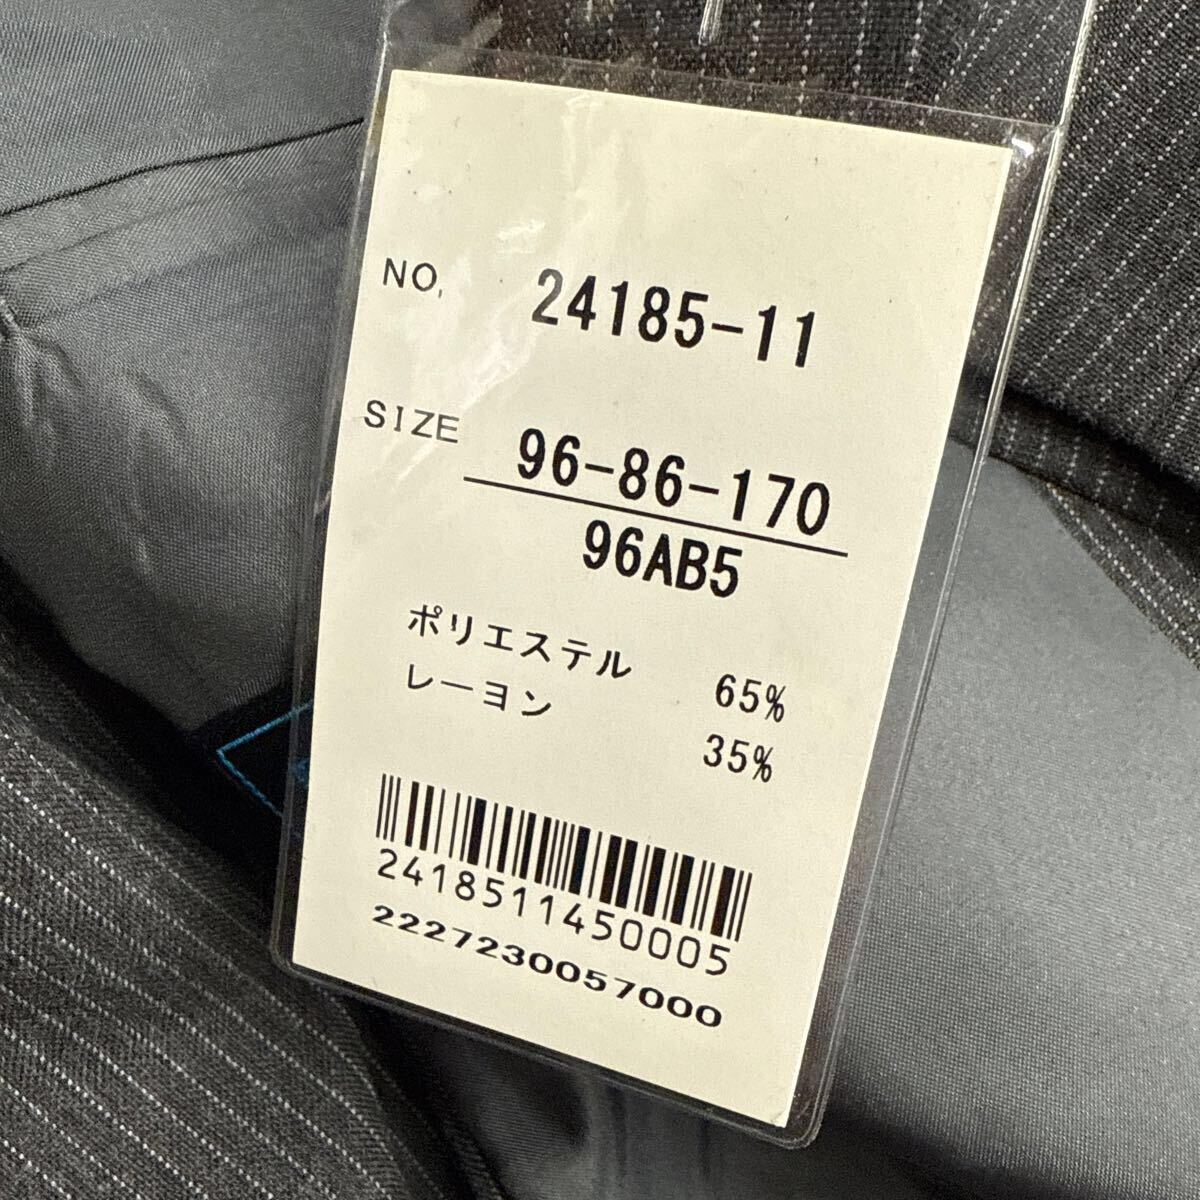 NO. 24185-11
SIZE 96-86-170
96AB5
ポリエステル 65%
レーヨン 35%
2418511450005
2227230057000